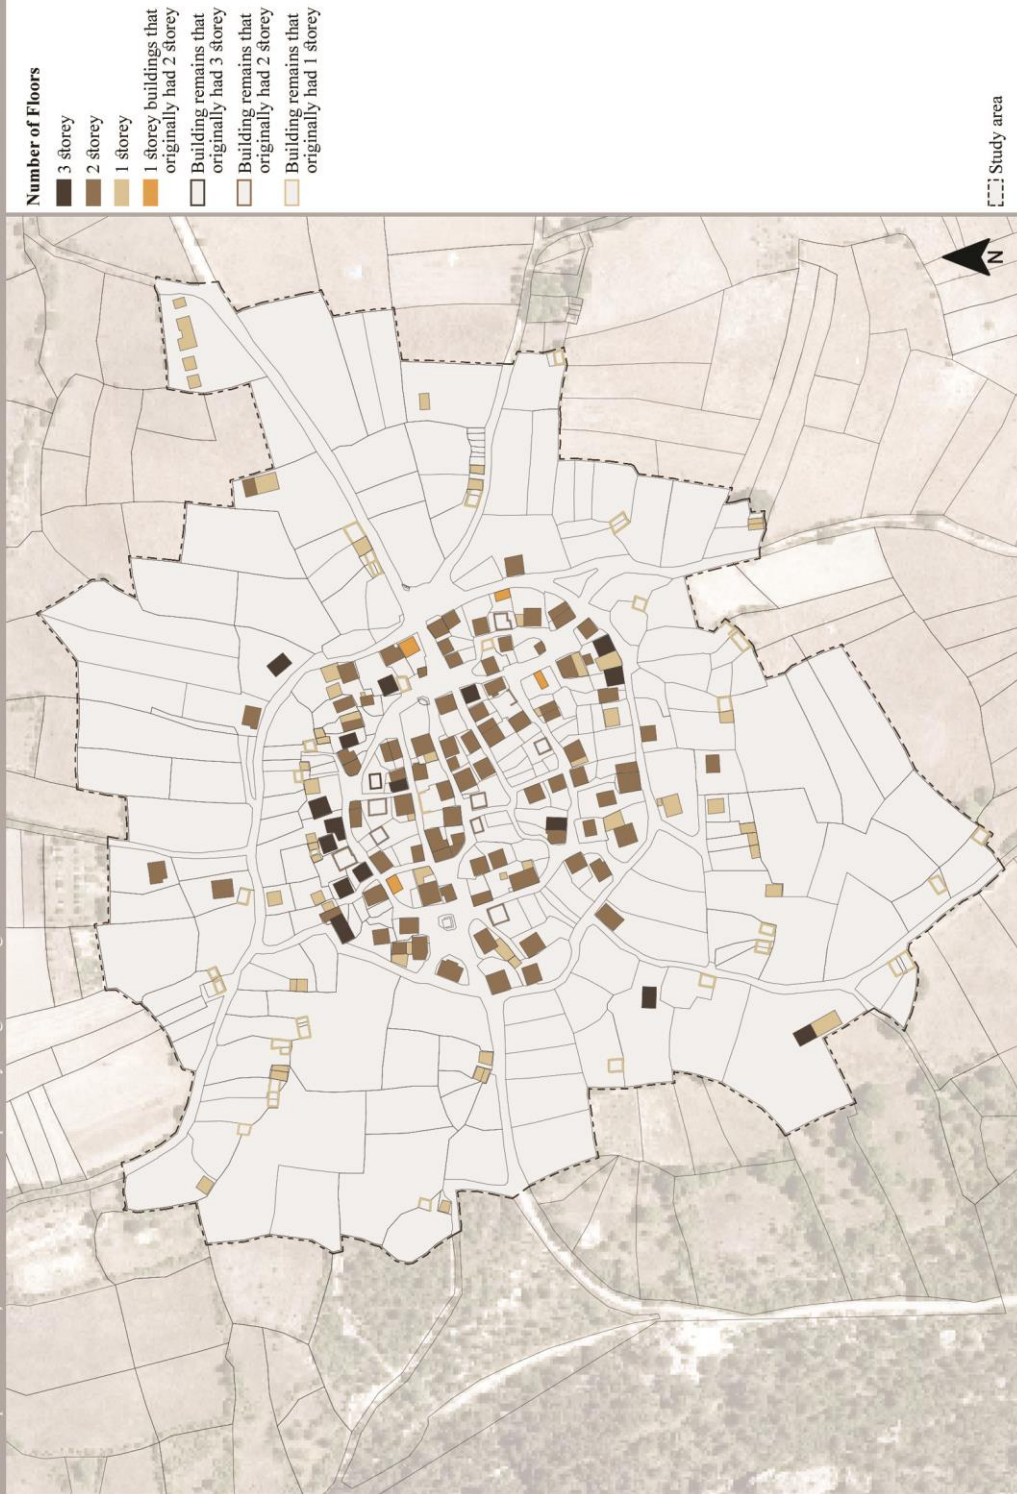 Number of Floors
3 storey
2 storey
1 storey
1 storey buildings that
originally had 2 storey
Building remains that
originally had 3 storey
Building remains that
originally had 2 storey
Building remains that
originally had 1 storey
Study area
N